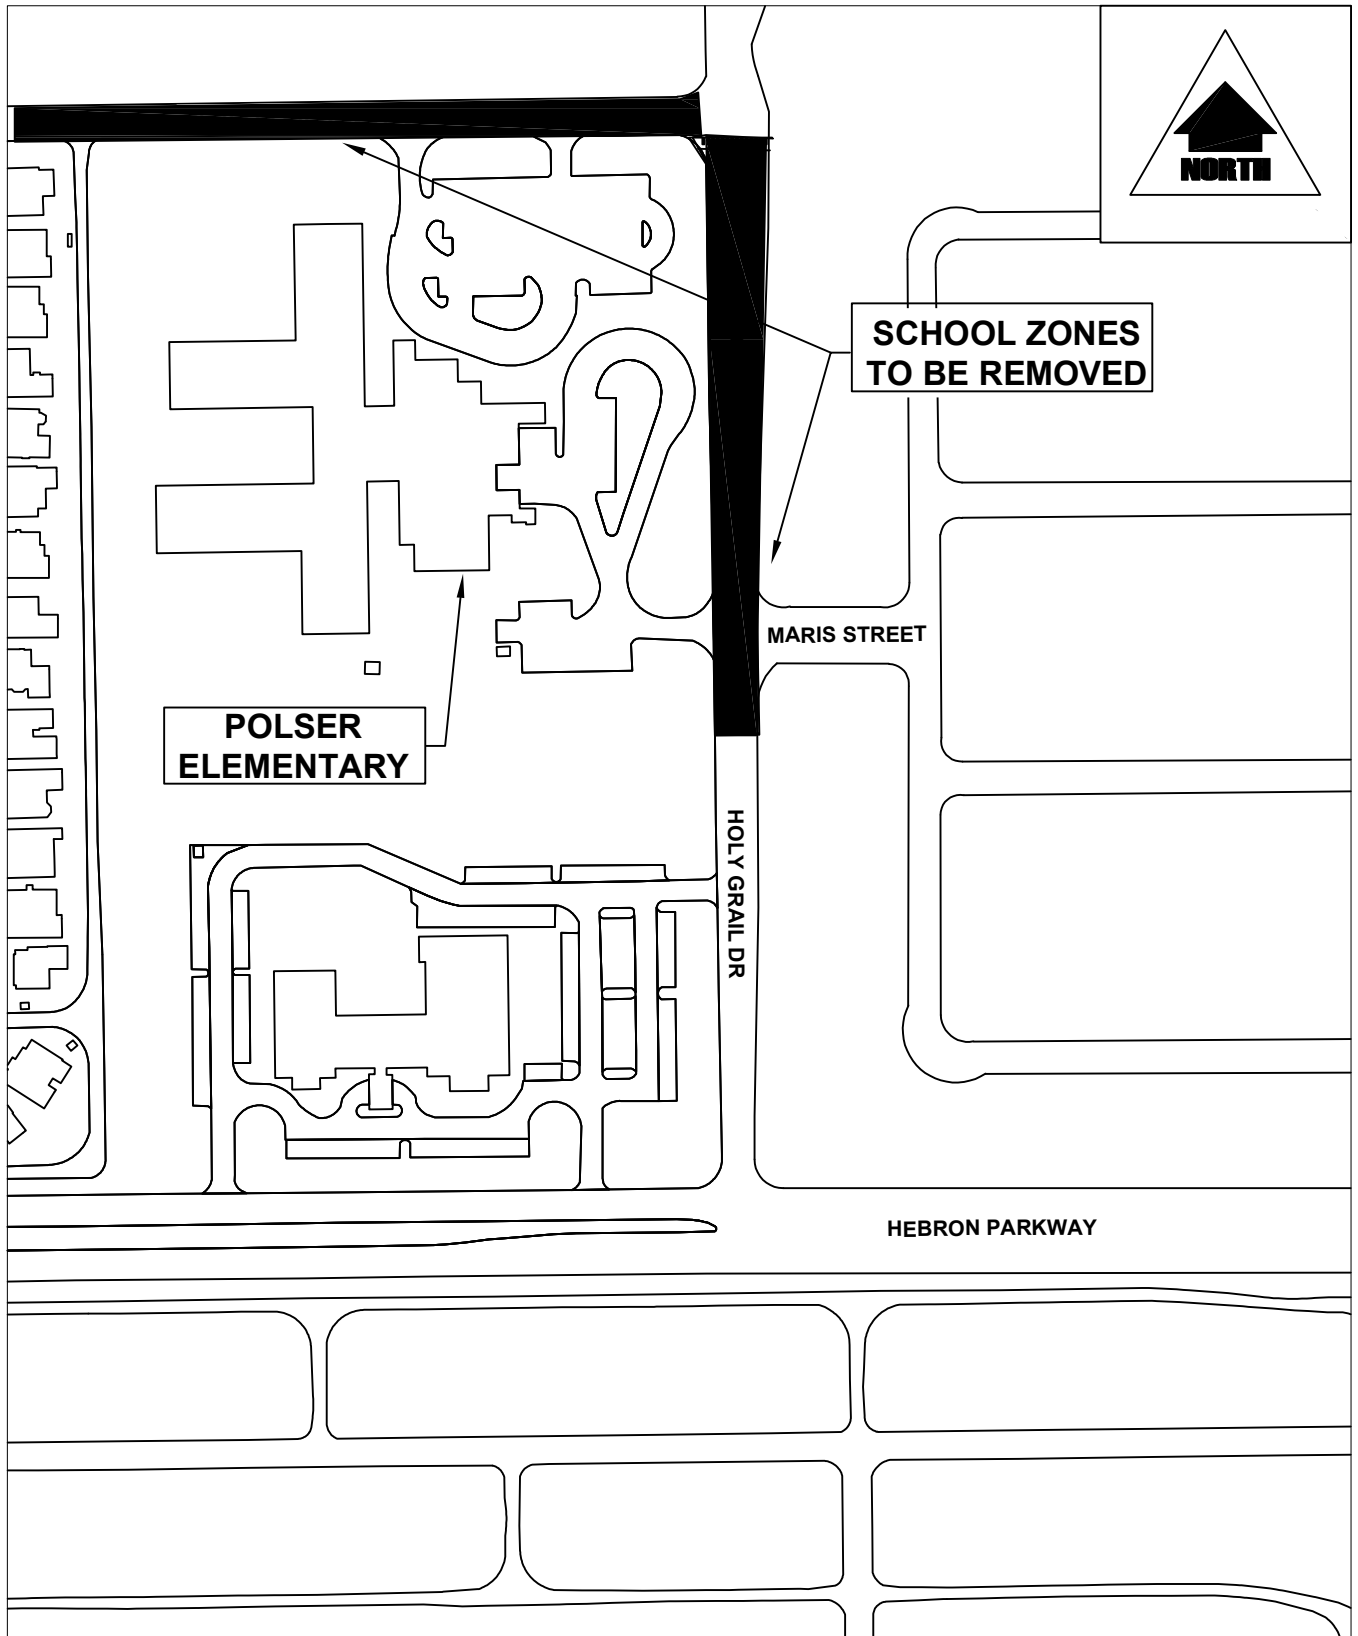 NORTH
SCHOOL ZONES
TO BE REMOVED
MARIS STREET
POLSER
ELEMENTARY
HOLY GRAIL DR
HEBRON PARKWAY